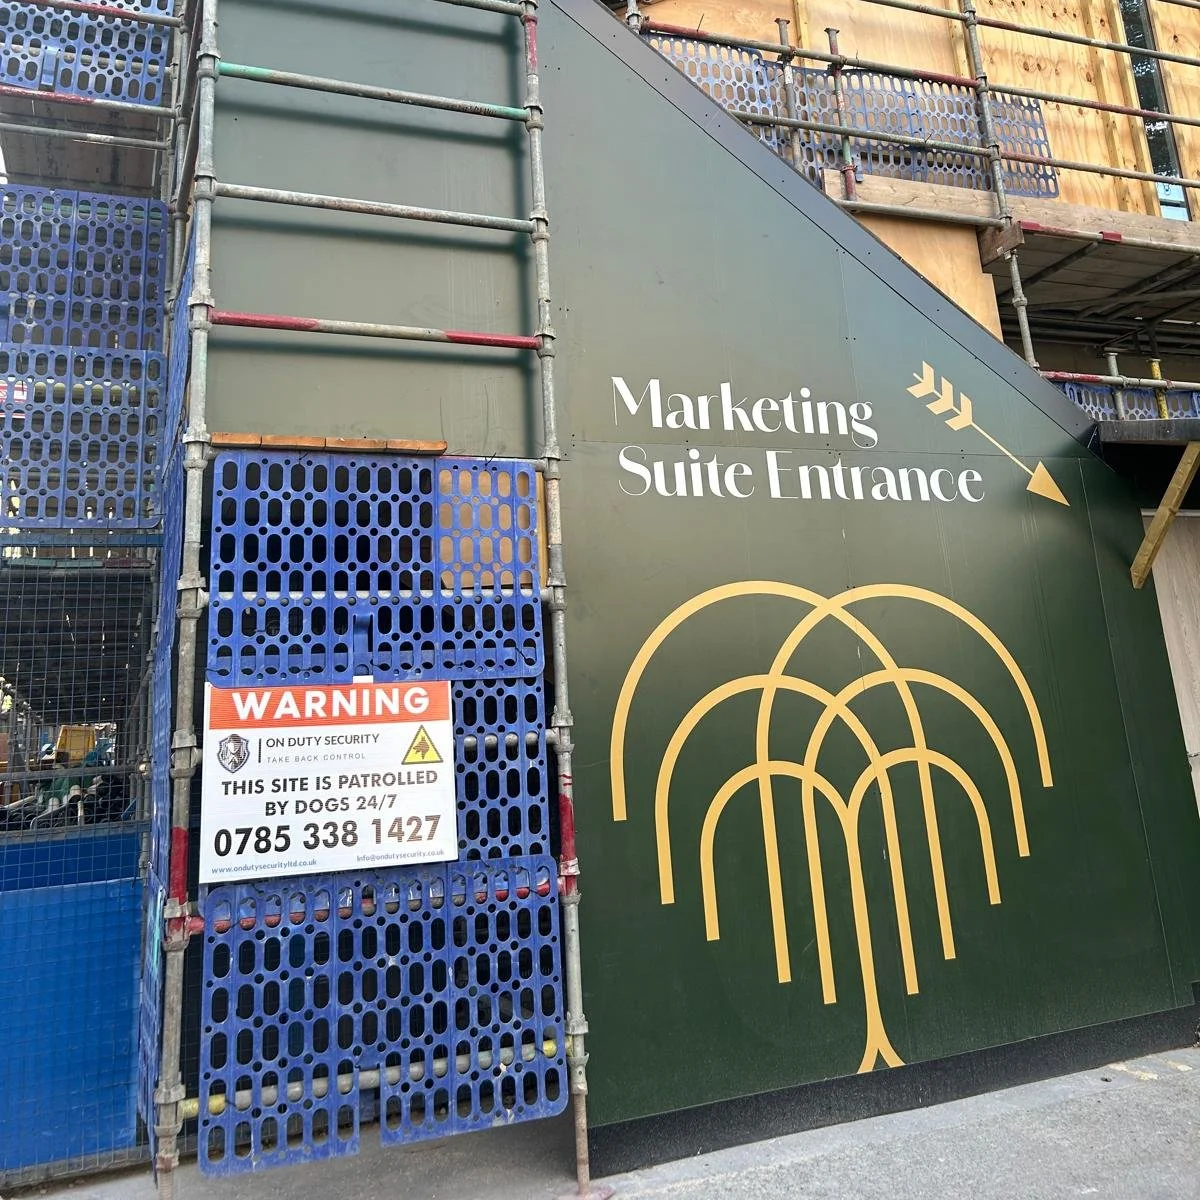 Marketing
Suite Entrance
WARNING
ON DUTY SECURITY
TAKE BACK CONTROL
THIS SITE IS PATROLLED
BY DOGS 24/7
0785 338 1427
www.ondutysecurityltd.co.uk
Info@ondutysecurity.co.uk